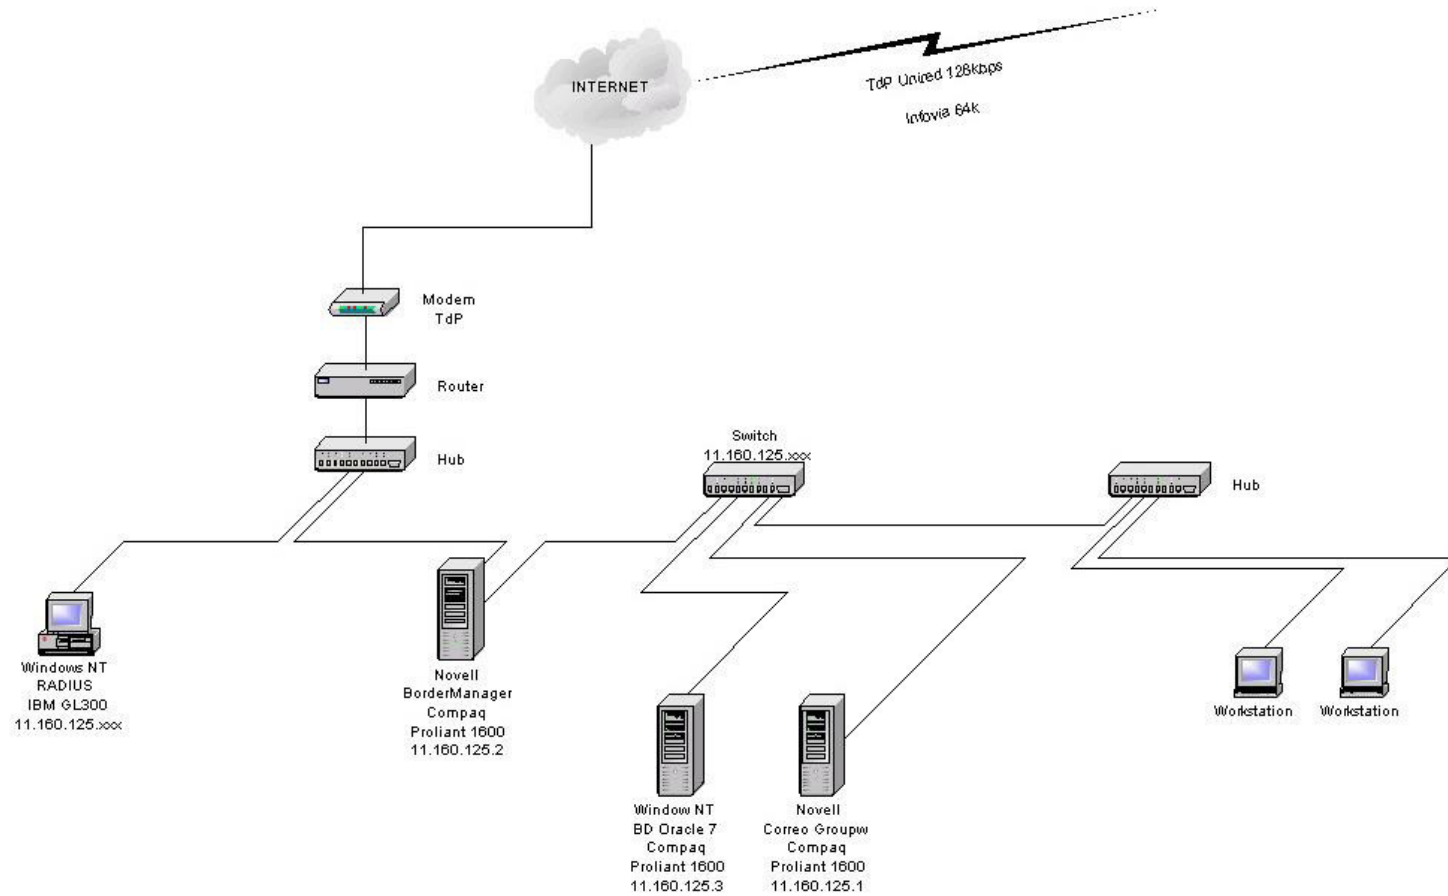 INTERNET
TdP Unired 128kbps
Infovia 64k
Modem
TdP
Router
Hub
Switch
11.160.125.xxx
Hub
Windows NT
RADIUS
IBM GL300
11.160.125.xxx
Novell
BorderManager
Compaq
Proliant 1600
11.160.125.2
Window NT
BD Oracle 7
Compaq
Proliant 1600
11.160.125.3
Novell
Correo Groupw
Compaq
Proliant 1600
11.160.125.1
Workstation
Workstation